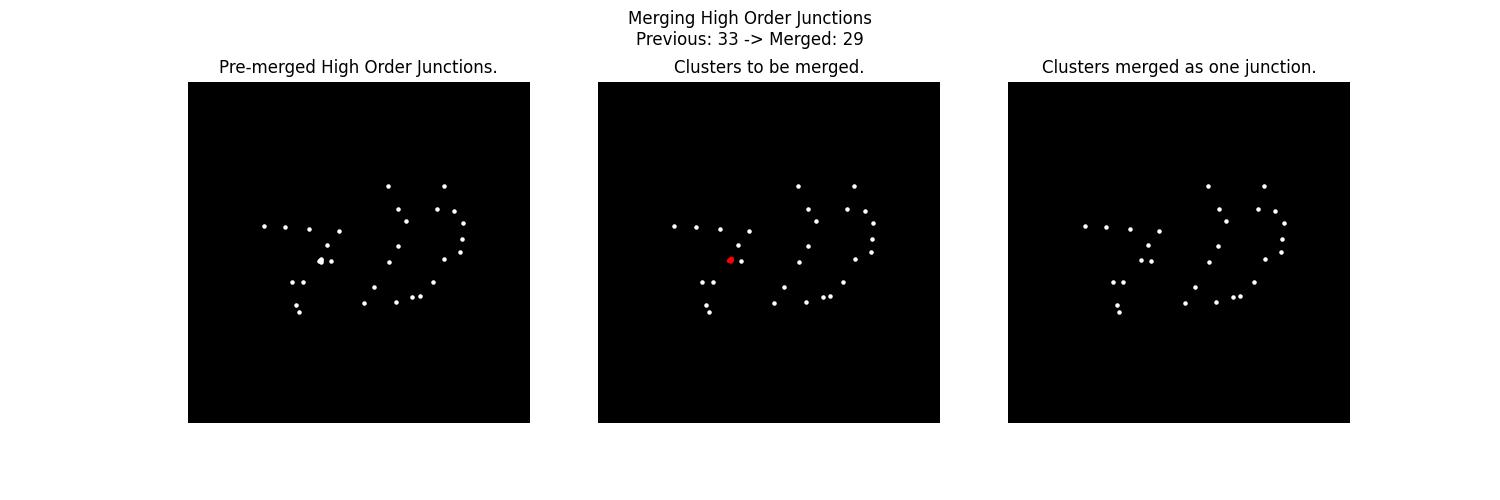 Merging High Order Junctions
Previous: 33 -> Merged: 29
Pre-merged High Order Junctions.
Clusters to be merged.
Clusters merged as one junction.